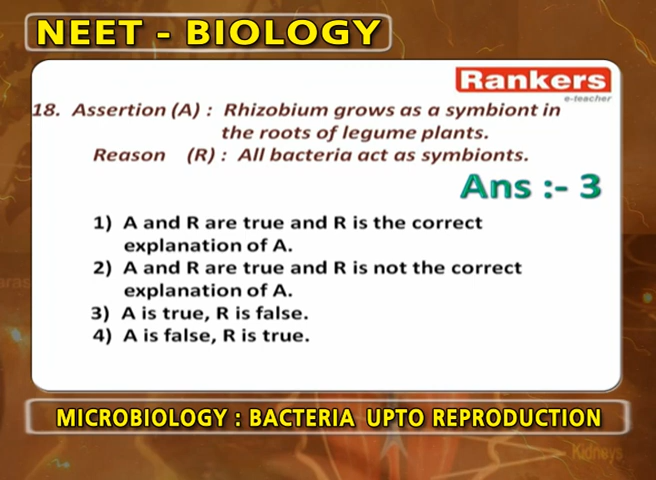 NEET - BIOLOGY
Rankers
e-teacher
18. Assertion (A) : Rhizobium grows as a symbiont in
the roots of legume plants.
Reason (R) : All bacteria act as symbionts.
Ans :- 3
1) A and R are true and R is the correct
explanation of A.
2) A and R are true and R is not the correct
explanation of A.
3) A is true, R is false.
4) A is false, R is true.
MICROBIOLOGY : BACTERIA UPTO REPRODUCTION
Kidneys